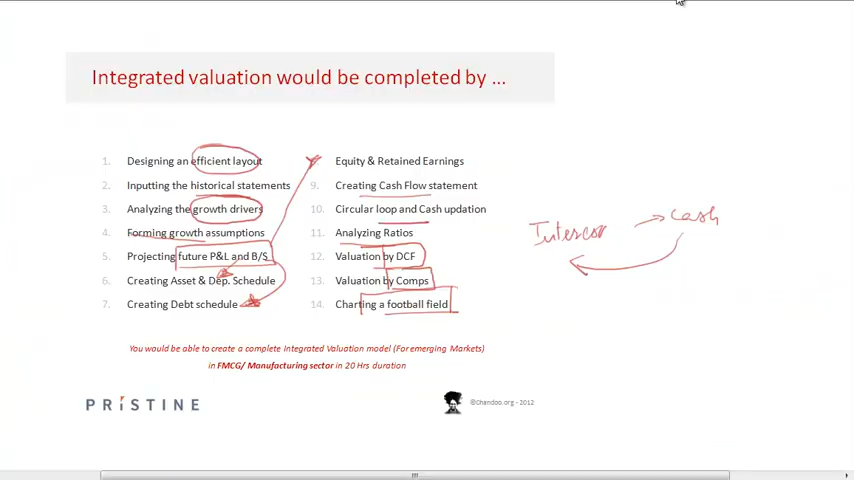 Integrated valuation would be completed by ...
1. Designing an efficient layout
2. Inputting the historical statements
3. Analyzing the growth drivers
4. Forming growth assumptions
5. Projecting future P&L and B/S
6. Creating Asset & Dep. Schedule
7. Creating Debt schedule
Equity & Retained Earnings
9. Creating Cash Flow statement
10. Circular loop and Cash updation
11. Analyzing Ratios
12. Valuation by DCF
13. Valuation by Comps
14. Charting a football field
Cash
You would be able to create a complete Integrated Valuation model (For emerging Markets)
in FMCG/ Manufacturing sector in 20 Hrs duration
PRISTINE
©Chandoo.org - 2012